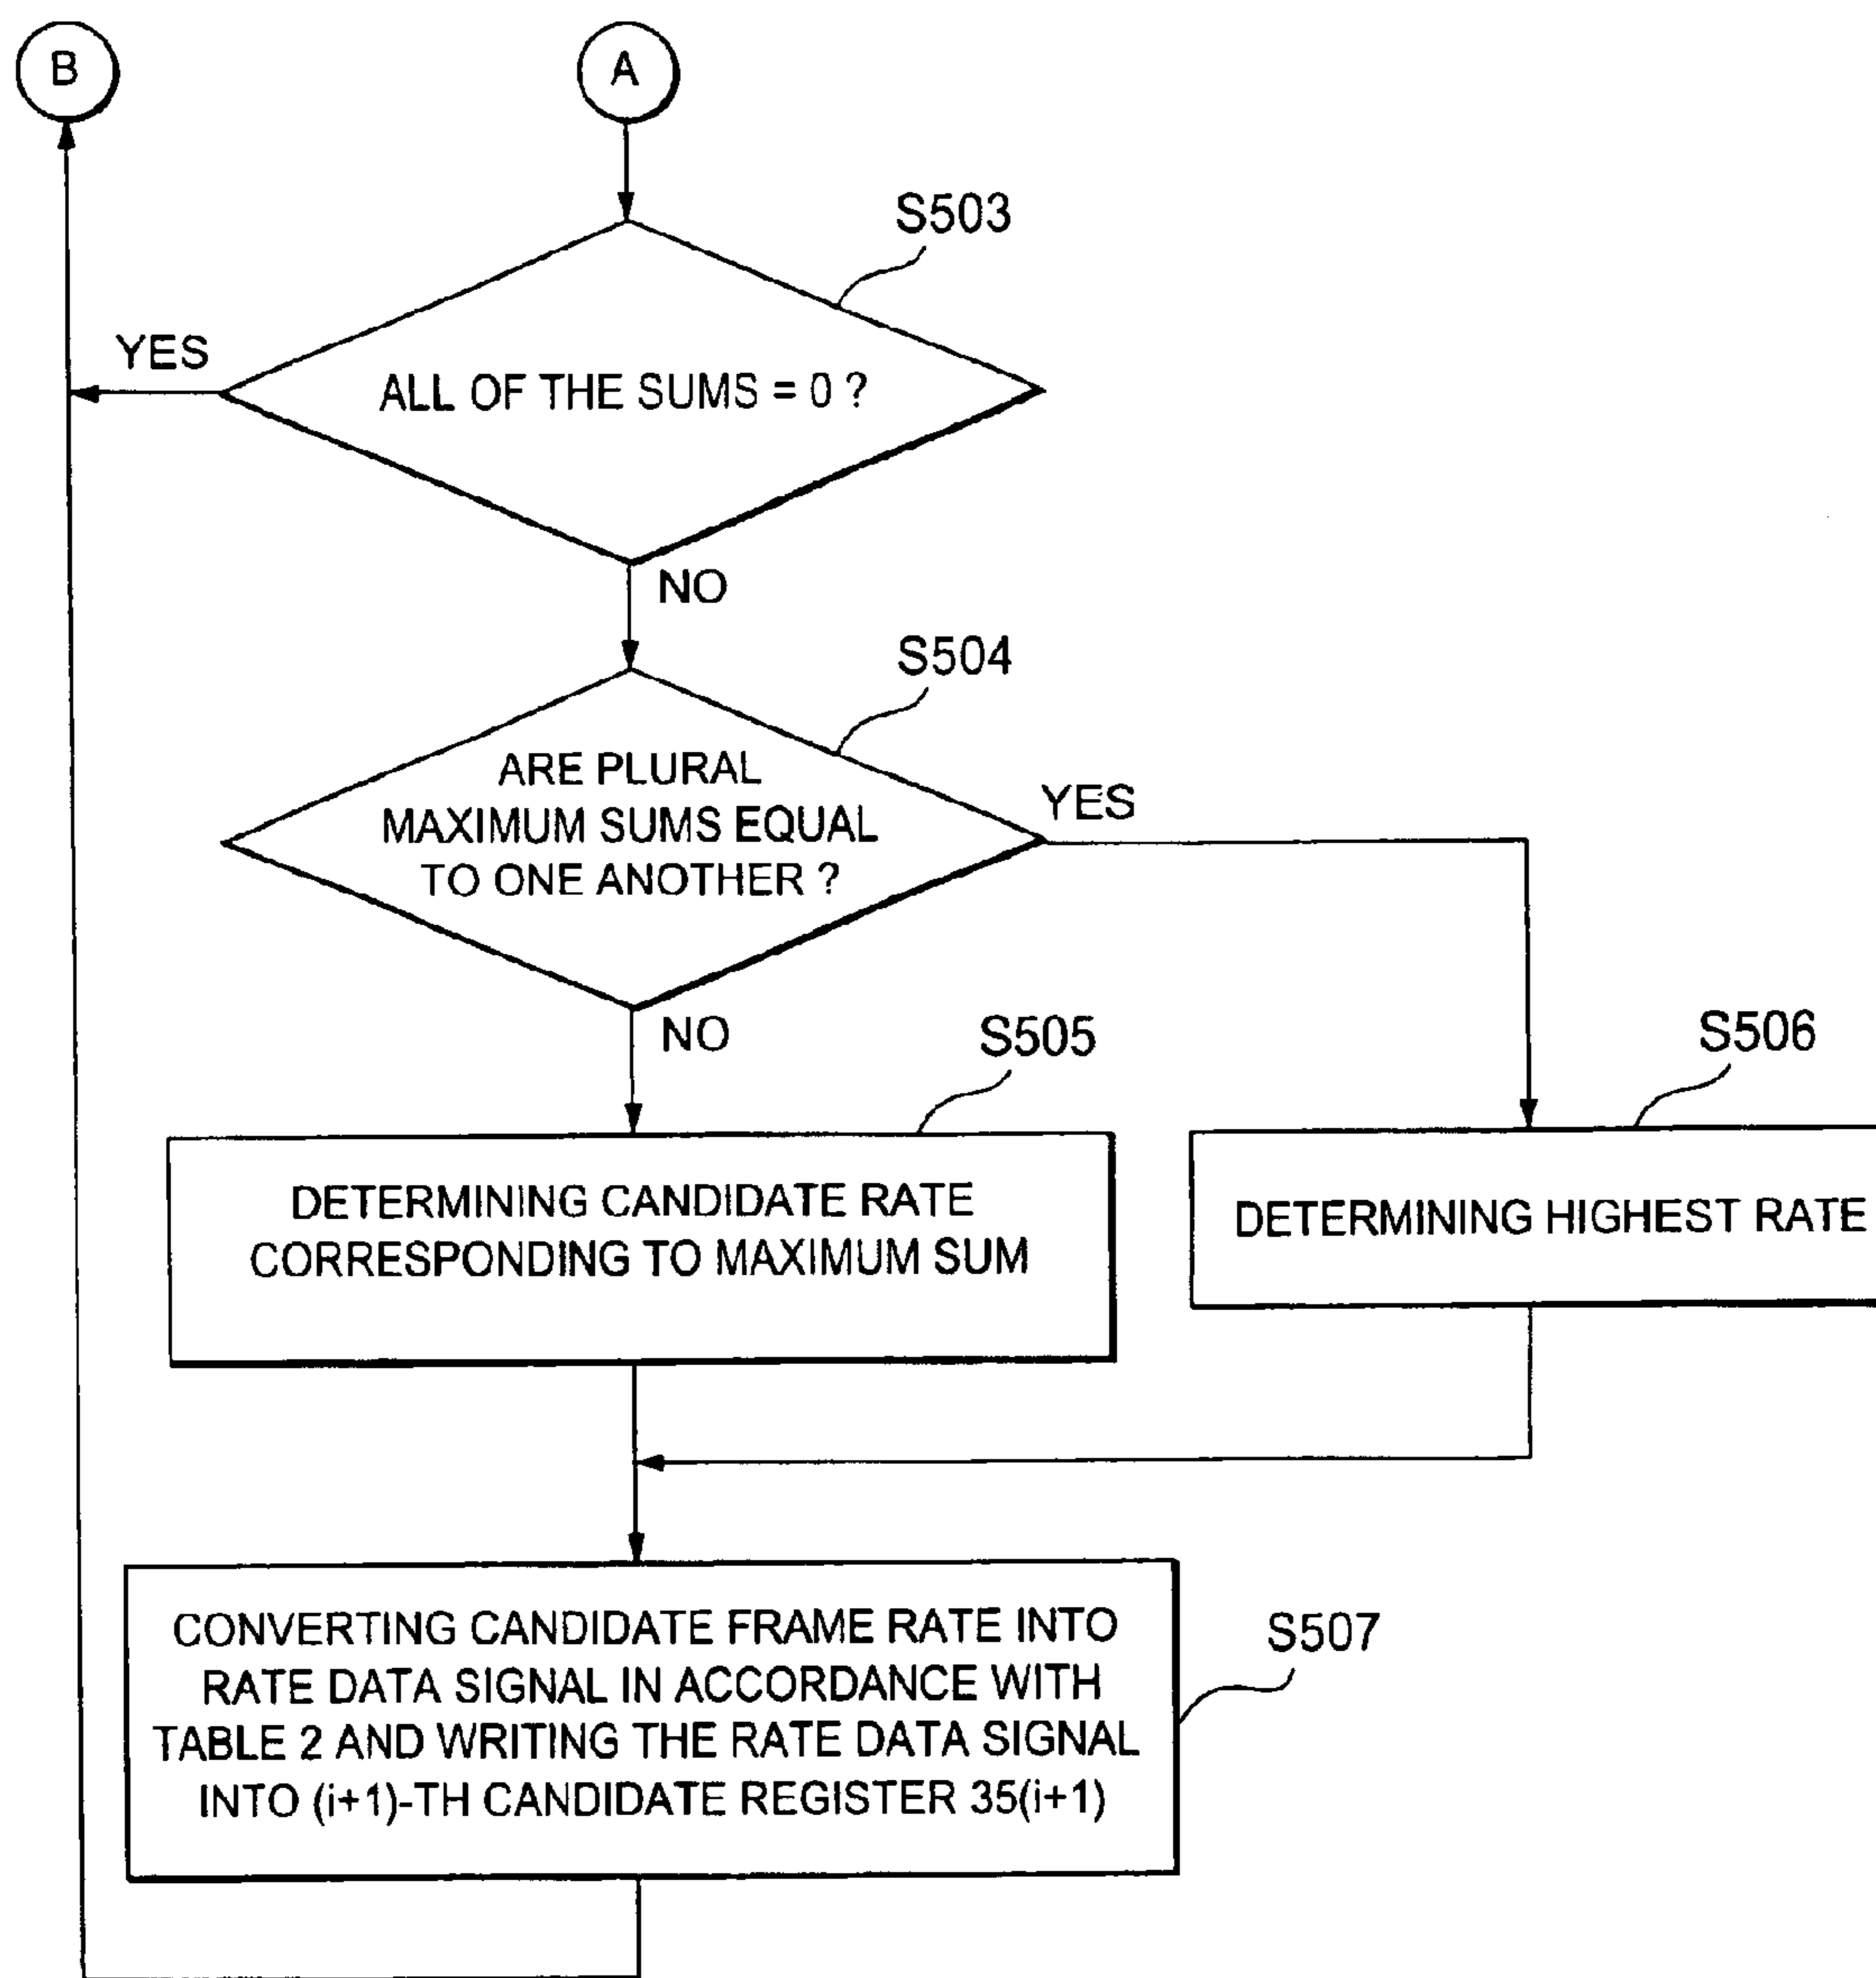 B
A
S503
YES
ALL OF THE SUMS = 0 ?
NO
S504
ARE PLURAL
MAXIMUM SUMS EQUAL
TO ONE ANOTHER ?
YES
NO
S505
S506
DETERMINING CANDIDATE RATE
CORRESPONDING TO MAXIMUM SUM
DETERMINING HIGHEST RATE
CONVERTING CANDIDATE FRAME RATE INTO
RATE DATA SIGNAL IN ACCORDANCE WITH
TABLE 2 AND WRITING THE RATE DATA SIGNAL
INTO (i+1)-TH CANDIDATE REGISTER 35(i+1)
S507